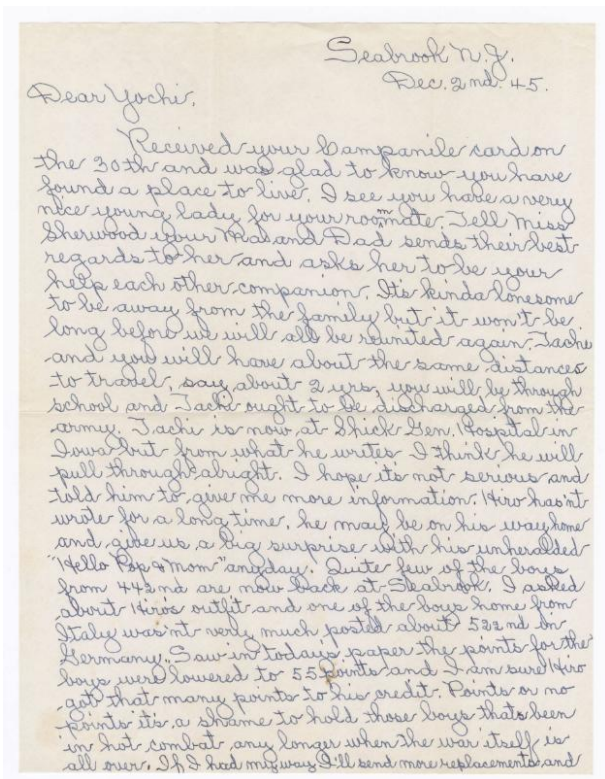 Seabrook N.J.
Dec. 2nd. 45.
Dear Yochi,
Received your Campanile card on
the 30th and was glad to know you have
found a place to live. I see you have a very
nice young lady for your roommate. Tell Miss
Sherwood your Ma and Dad sends their best
regards to her and asks her to be your
help each other companion. It's kinda lonesome
to be away from the family but it won't be
long before we will all be reunited again. Tachi
and you will have about the same distances
to travel, say about 2 yrs, you will be through
school and Tachi ought to be discharged from the
army. Tachi is now at Shick Gen. Hospital in
Iowa but from what he writes I think he will
pull through alright. I hope it's not serious and
told him to give me more information. Hiro hasn't
wrote for a long time, he may be on his way home
and give us a big surprise with his unheralded
"Hello Pop & Mom" anyday. Quite few of the boys
from 442nd are now back at Seabrook. I asked
about Hiro's outfit and one of the boys home from
Italy was'nt very much posted about 522nd in
Germany. Saw in todays paper the points for the
boys were lowered to 55 points and I am sure Hiro
got that many points to his credit. Points or no
points it's a shame to hold those boys thats been
in hot combat any longer when the war itself is
all over. If I had my way I'll send more replacements and